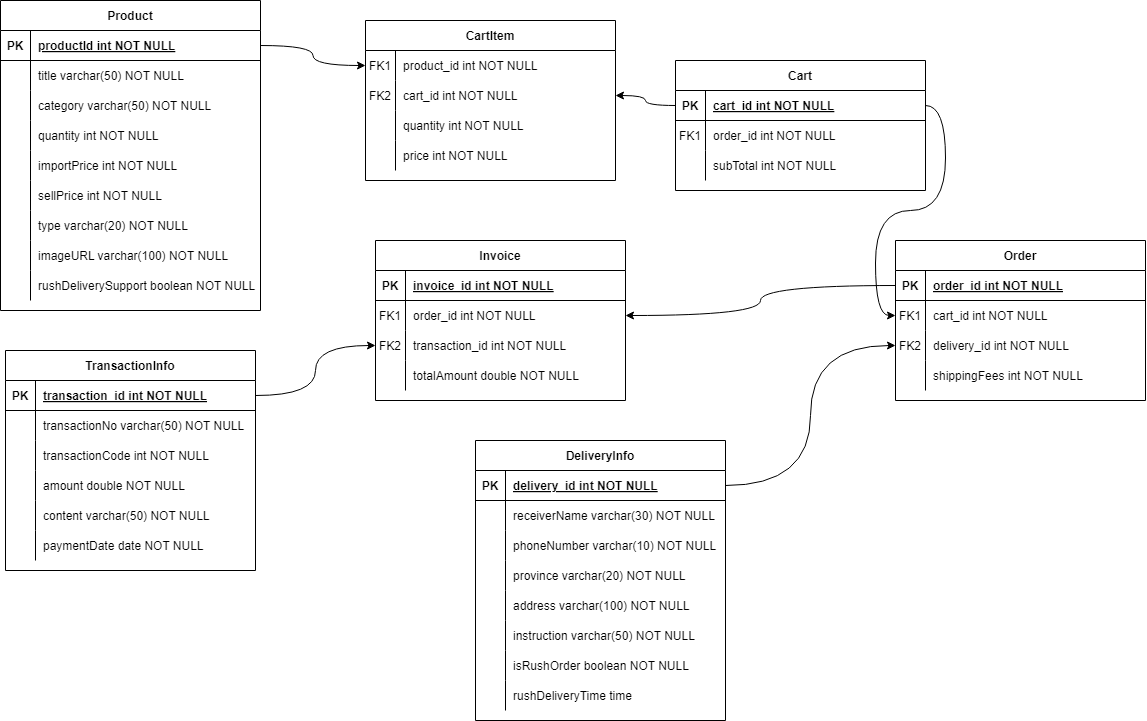 Product
PK productId int NOT NULL
title varchar(50) NOT NULL
category varchar(50) NOT NULL
quantity int NOT NULL
importPrice int NOT NULL
sellPrice int NOT NULL
type varchar(20) NOT NULL
imageURL varchar(100) NOT NULL
rushDeliverySupport boolean NOT NULL
CartItem
FK1 product_id int NOT NULL
FK2 cart_id int NOT NULL
quantity int NOT NULL
price int NOT NULL
Cart
PK cart_id int NOT NULL
FK1 order_id int NOT NULL
subTotal int NOT NULL
Invoice
PK invoice_id int NOT NULL
FK1 order_id int NOT NULL
FK2 transaction_id int NOT NULL
totalAmount double NOT NULL
Order
PK order_id int NOT NULL
FK1 cart_id int NOT NULL
FK2 delivery_id int NOT NULL
shippingFees int NOT NULL
TransactionInfo
PK transaction_id int NOT NULL
transactionNo varchar(50) NOT NULL
transactionCode int NOT NULL
amount double NOT NULL
content varchar(50) NOT NULL
paymentDate date NOT NULL
DeliveryInfo
PK delivery_id int NOT NULL
receiverName varchar(30) NOT NULL
phoneNumber varchar(10) NOT NULL
province varchar(20) NOT NULL
address varchar(100) NOT NULL
instruction varchar(50) NOT NULL
isRushOrder boolean NOT NULL
rushDeliveryTime time